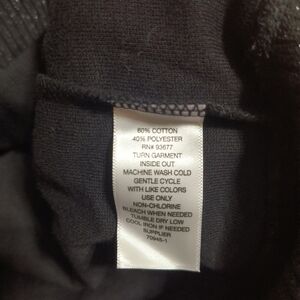 60% COTTON
40% POLYESTER
RN# 93677
TURN GARMENT
INSIDE OUT
MACHINE WASH COLD
GENTLE CYCLE
WITH LIKE COLORS
USE ONLY
NON-CHLORINE
BLEACH WHEN NEEDED
TUMBLE DRY LOW
COOL IRON IF NEEDED
SUPPLIER
70945-1